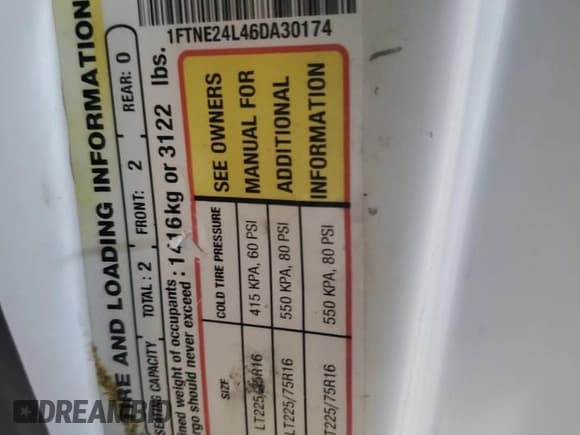 1FTNE24L46DA30174
RE AND LOADING INFORMATION
SEATING CAPACITY TOTAL: 2 FRONT: 2 REAR: 0
ined weight of occupants : 1416kg or 3122 lbs.
rgo should never exceed
SIZE COLD TIRE PRESSURE SEE OWNERS
LT225/75R16 415 KPA, 60 PSI MANUAL FOR
LT225/75R16 550 KPA, 80 PSI ADDITIONAL
T225/75R16 550 KPA, 80 PSI INFORMATION
DREAMBID